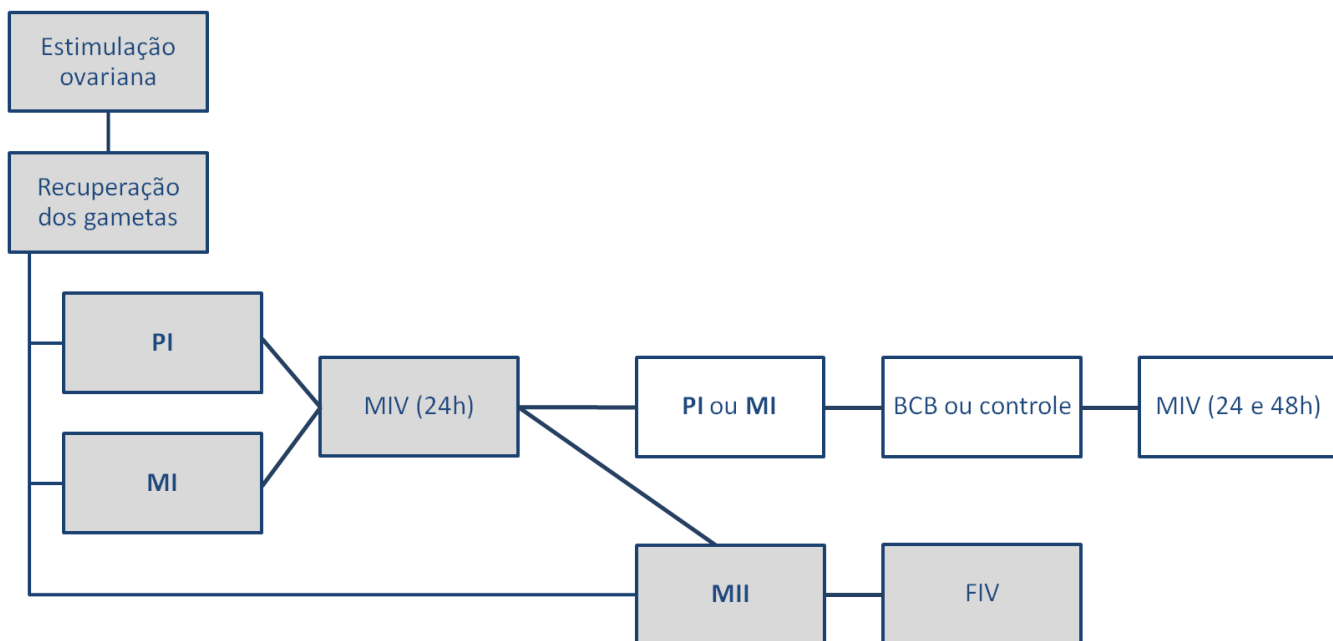 Estimulação
ovariana
Recuperação
dos gametas
PI
MI
MIV (24h)
PI ou MI
BCB ou controle
MIV (24 e 48h)
MII
FIV